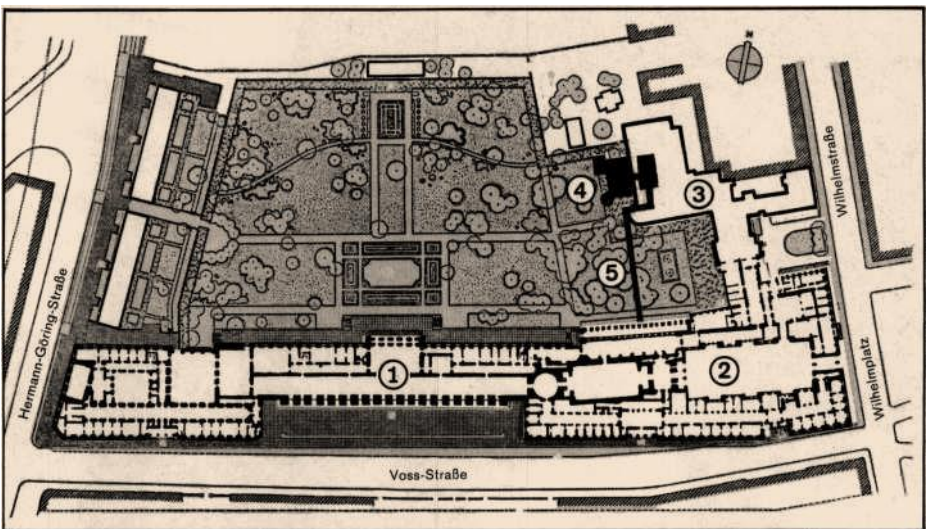 N
Wilhelmstraße
④
③
⑤
Hermann-Göring-Straße
①
②
Wilhelmplatz
Voss-Straße